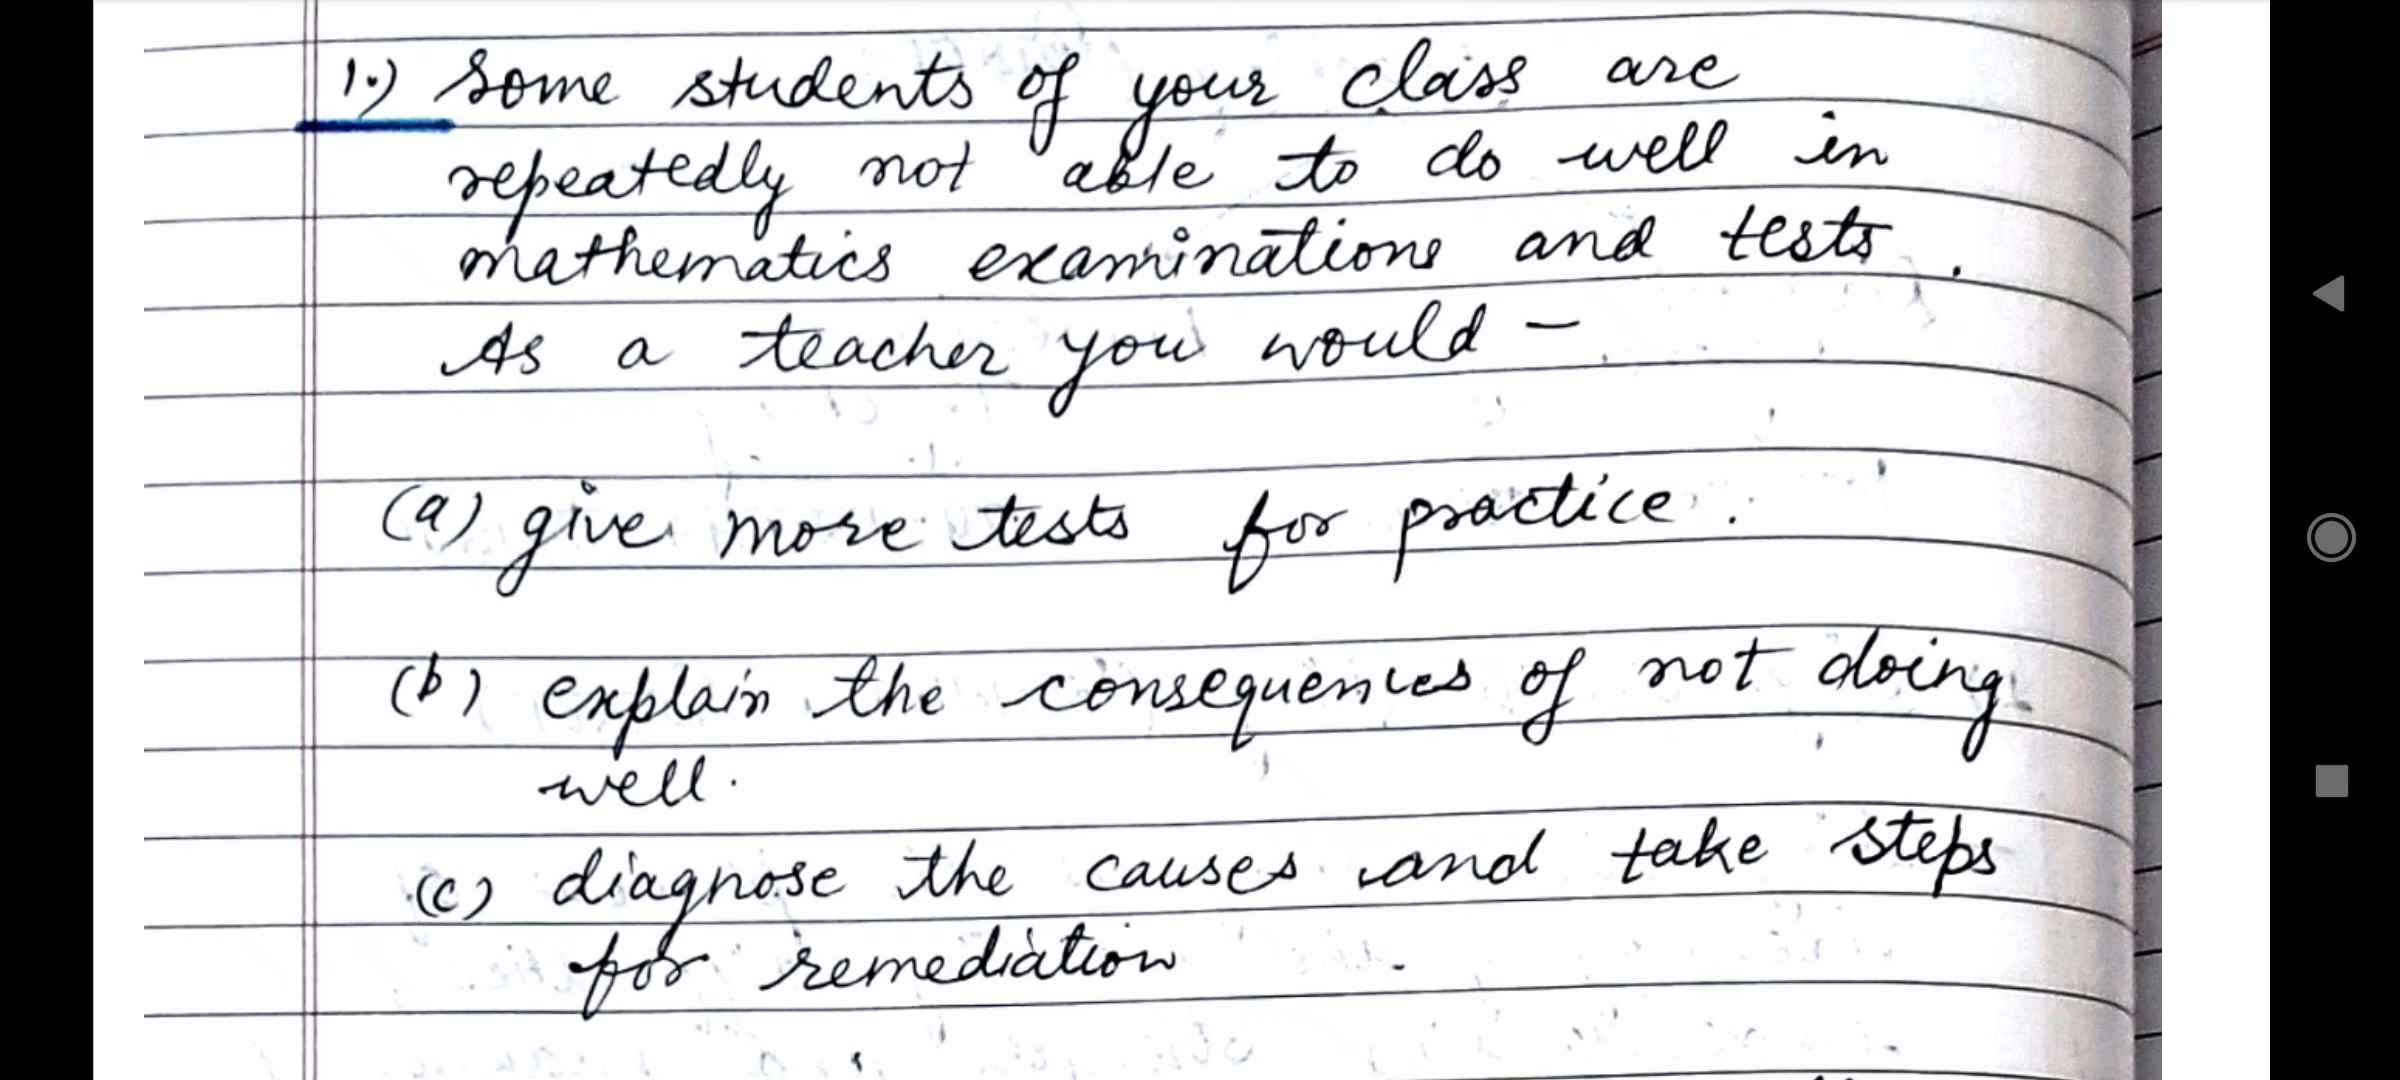 1.) Some students of your class are
repeatedly not able to do well in
mathematics examinations and tests.
As a teacher you would –
(a) give more tests for practice.
(b) explain the consequences of not doing
well.
(c) diagnose the causes and take steps
for remediation.